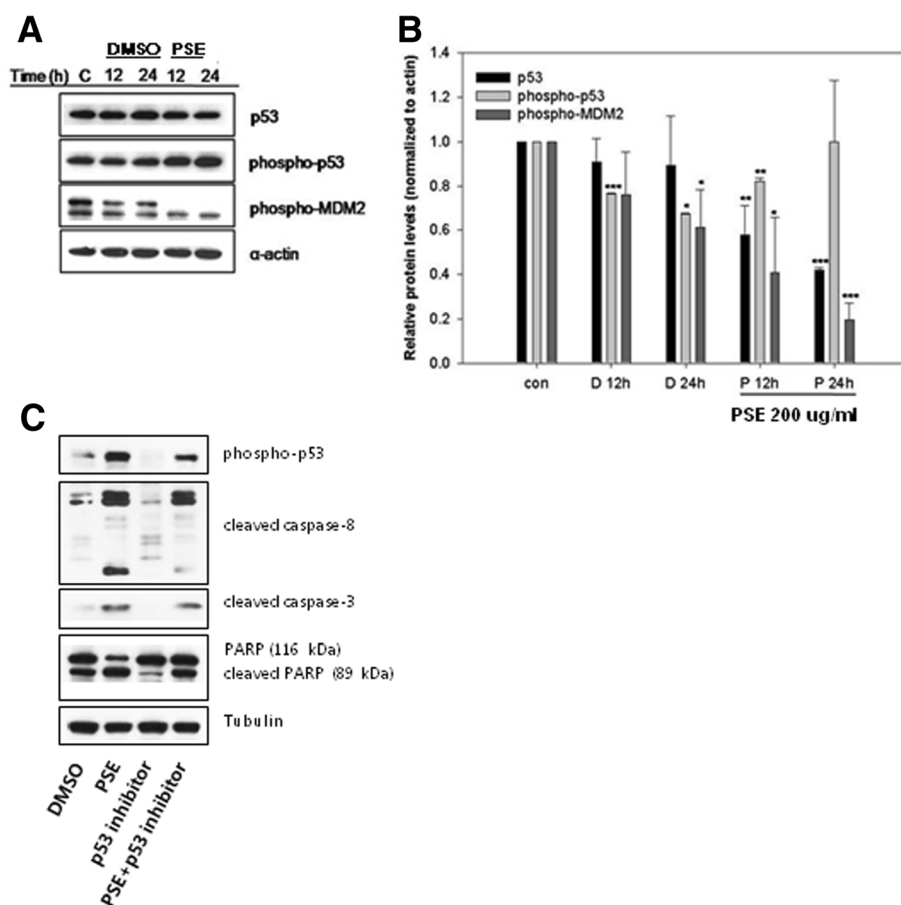 A
DMSO PSE
Time (h) C 12 24 12 24
p53
phospho-p53
phospho-MDM2
α-actin
B
Relative protein levels (normalized to actin)
1.4
1.2
1.0
0.8
0.6
0.4
0.2
0.0
p53
phospho-p53
phospho-MDM2
***
*
*
**
**
*
***
***
con D 12h D 24h P 12h P 24h
PSE 200 ug/ml
C
phospho-p53
cleaved caspase-8
cleaved caspase-3
PARP (116 kDa)
cleaved PARP (89 kDa)
Tubulin
DMSO
PSE
p53 inhibitor
PSE+p53 inhibitor